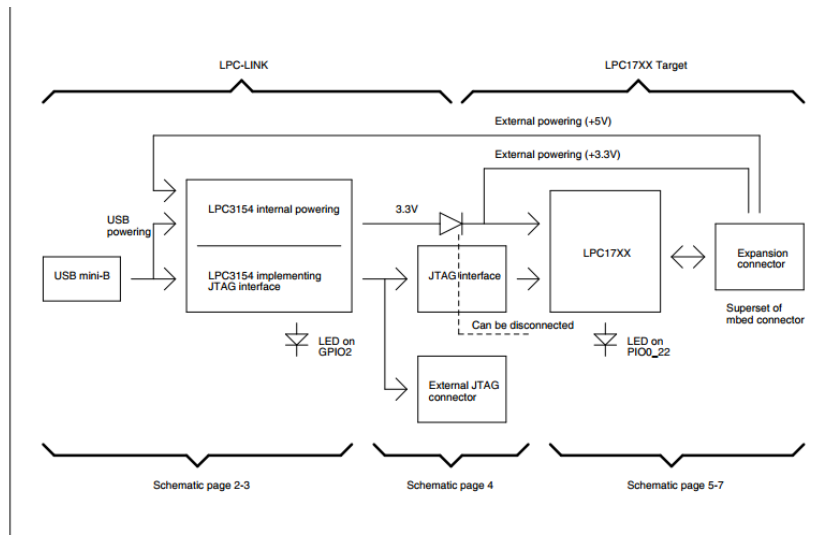 LPC-LINK
LPC17XX Target
External powering (+5V)
External powering (+3.3V)
LPC3154 internal powering
3.3V
USB
powering
LPC17XX
Expansion
connector
USB mini-B
LPC3154 implementing
JTAG interface
JTAG interface
Superset of
mbed connector
Can be disconnected
LED on
GPIO2
LED on
PIO0_22
External JTAG
connector
Schematic page 2-3
Schematic page 4
Schematic page 5-7